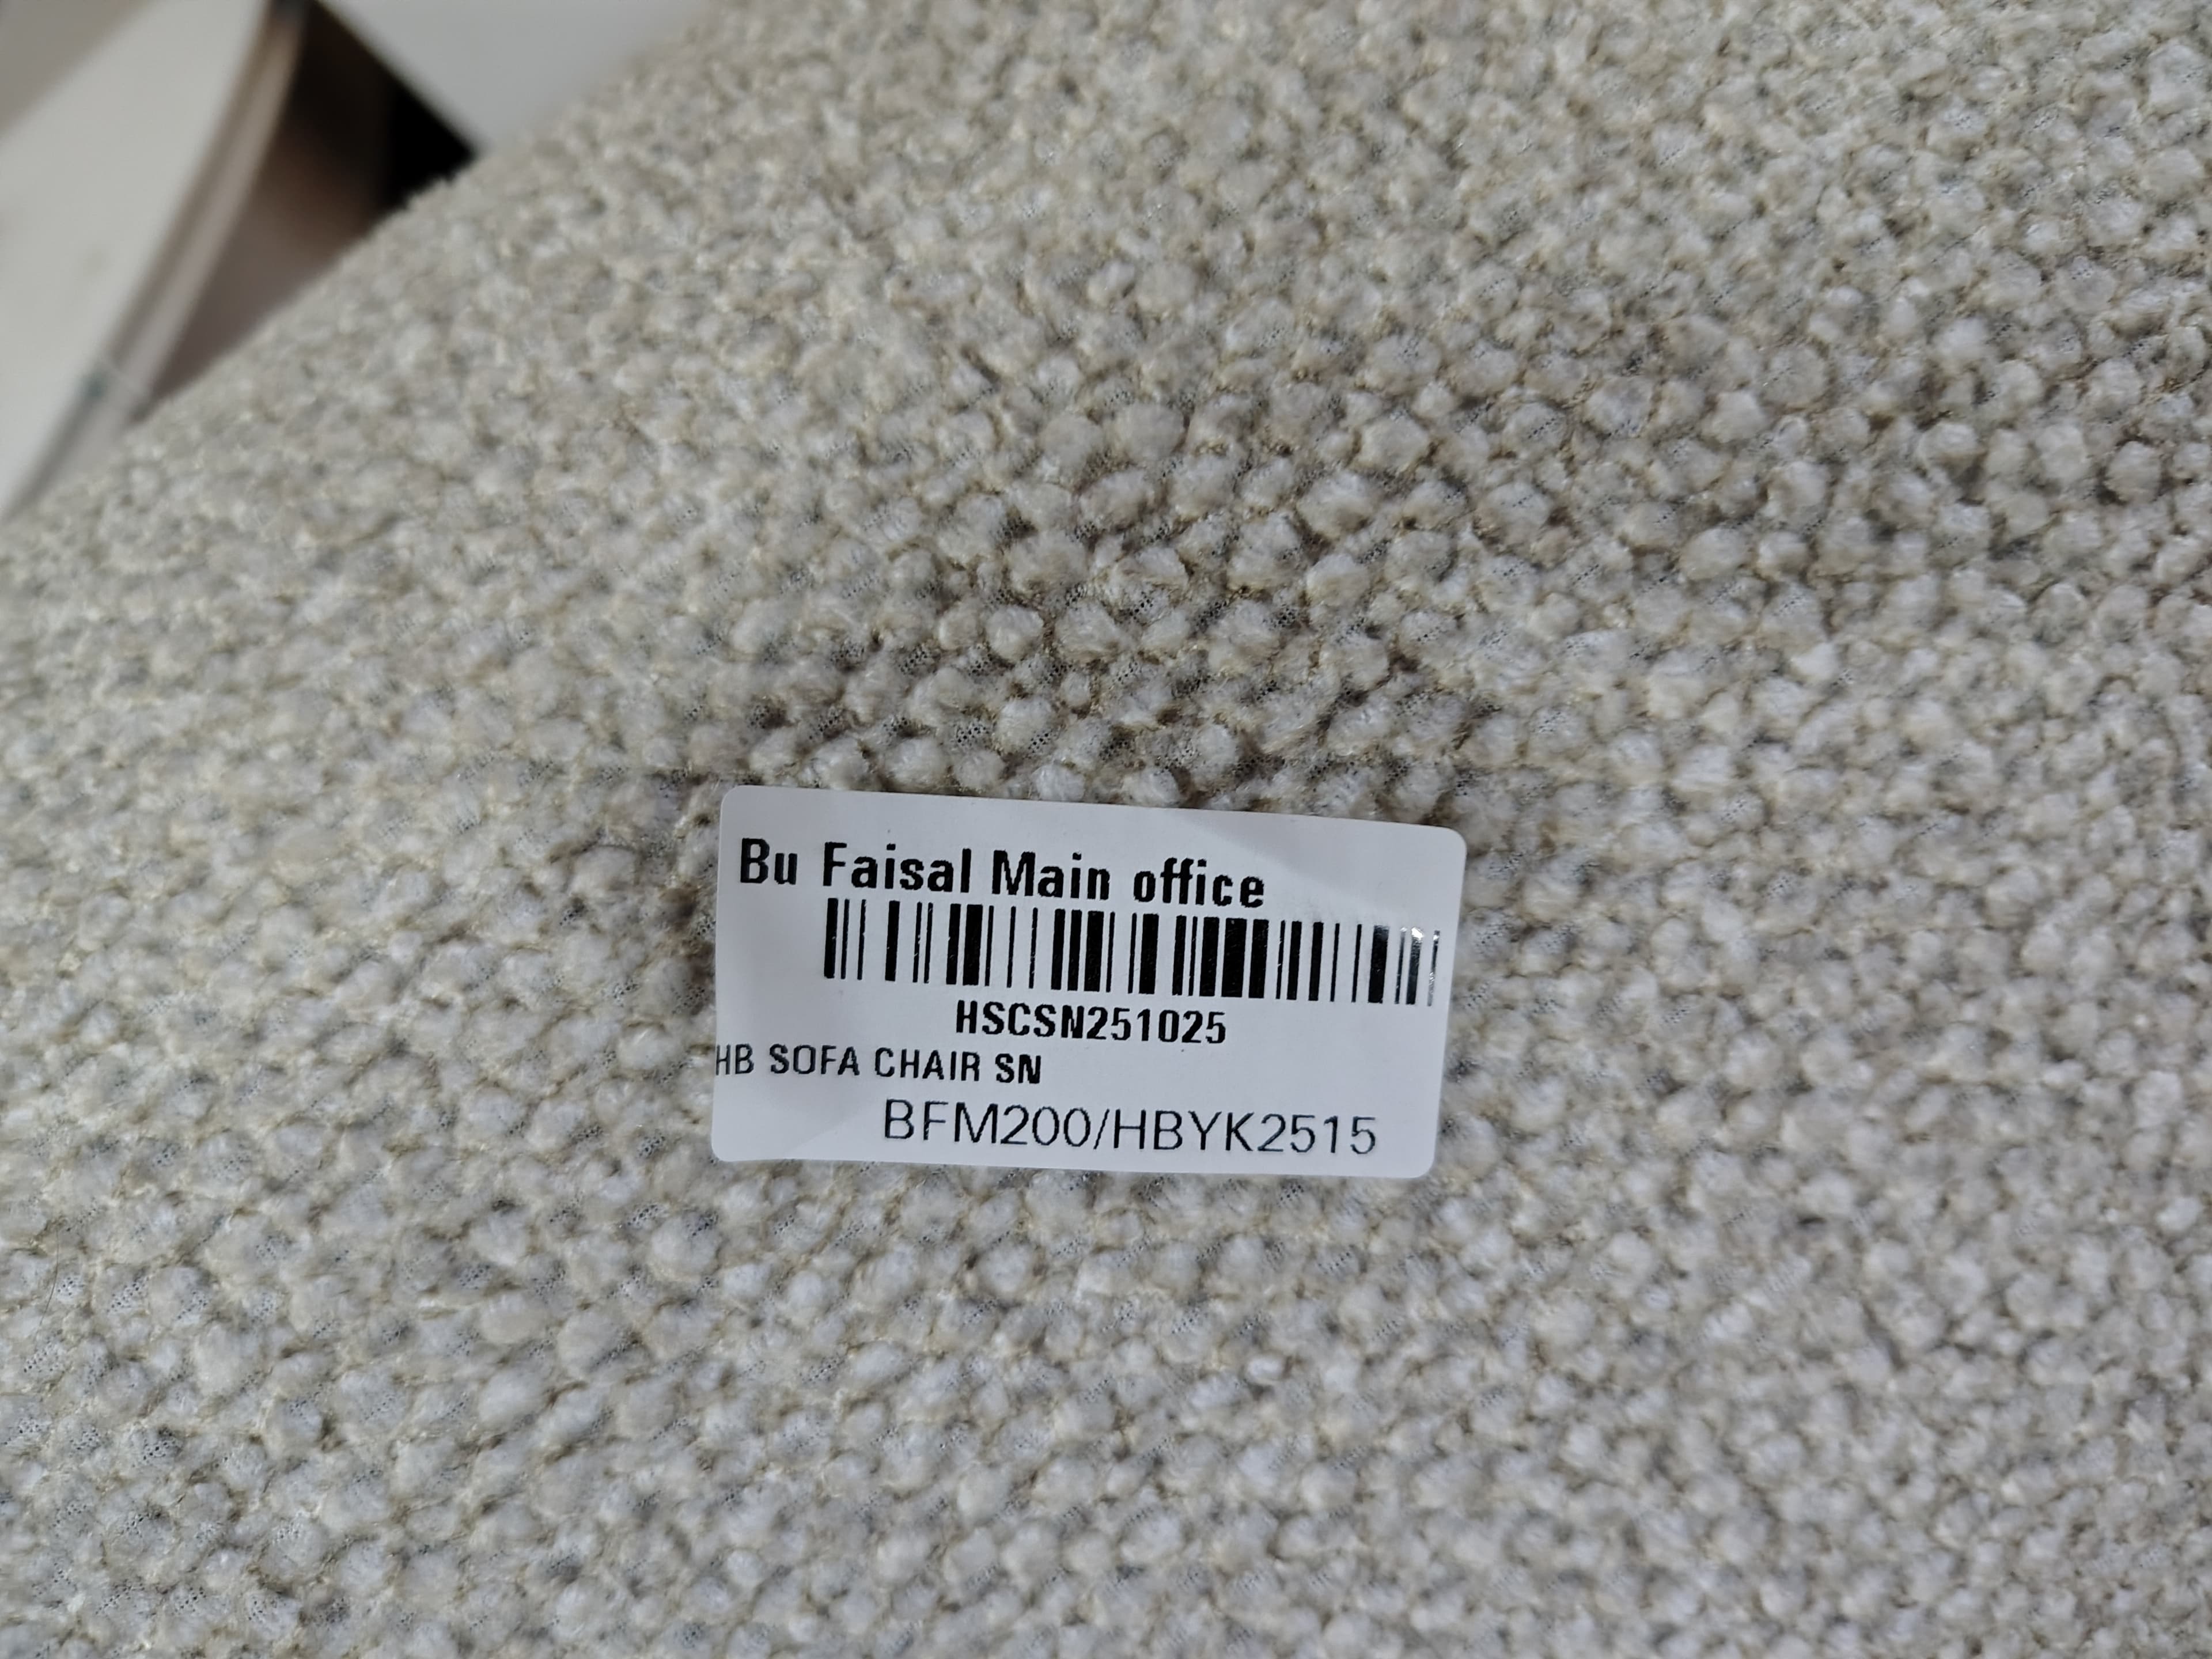 Bu Faisal Main office
HSCSN251025
HB SOFA CHAIR SN
BFM200/HBYK2515